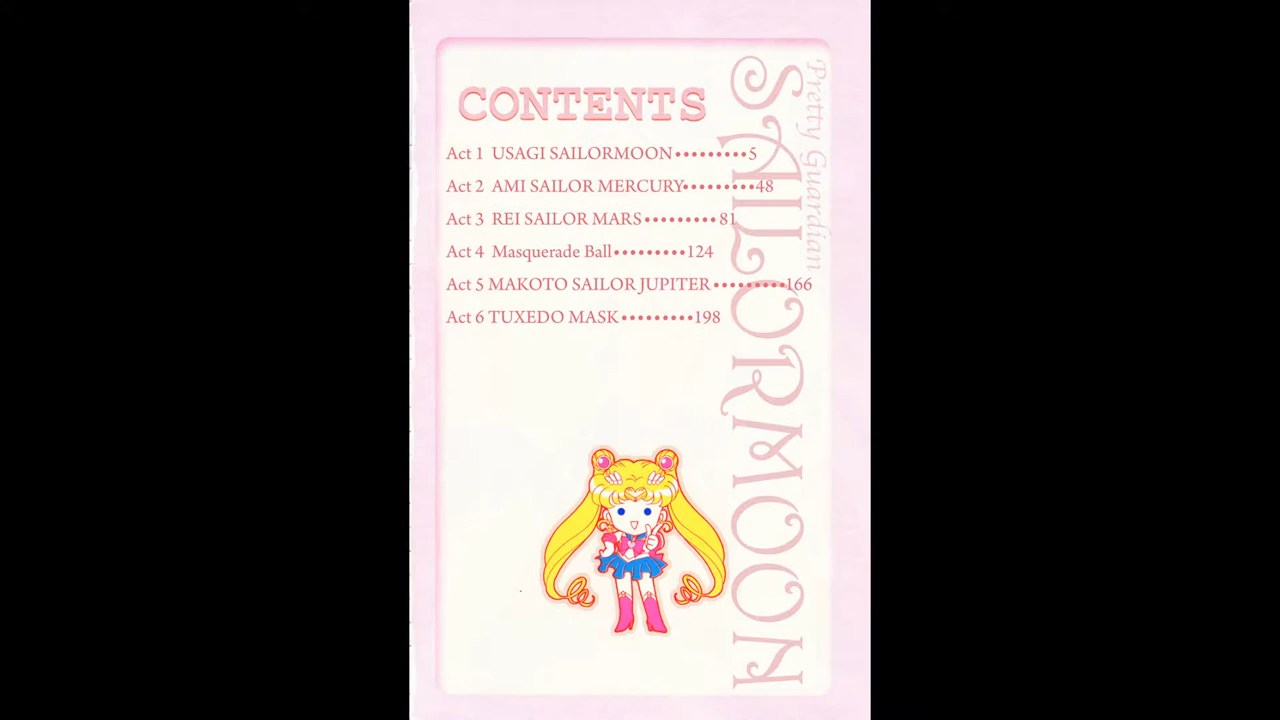 CONTENTS
Act 1 USAGI SAILORMOON•••••••••5
Act 2 AMI SAILOR MERCURY•••••••••48
Act 3 REI SAILOR MARS•••••••••81
Act 4 Masquerade Ball•••••••••124
Act 5 MAKOTO SAILOR JUPITER•••••••••166
Act 6 TUXEDO MASK•••••••••198
Pretty Guardian
SAILORMOON